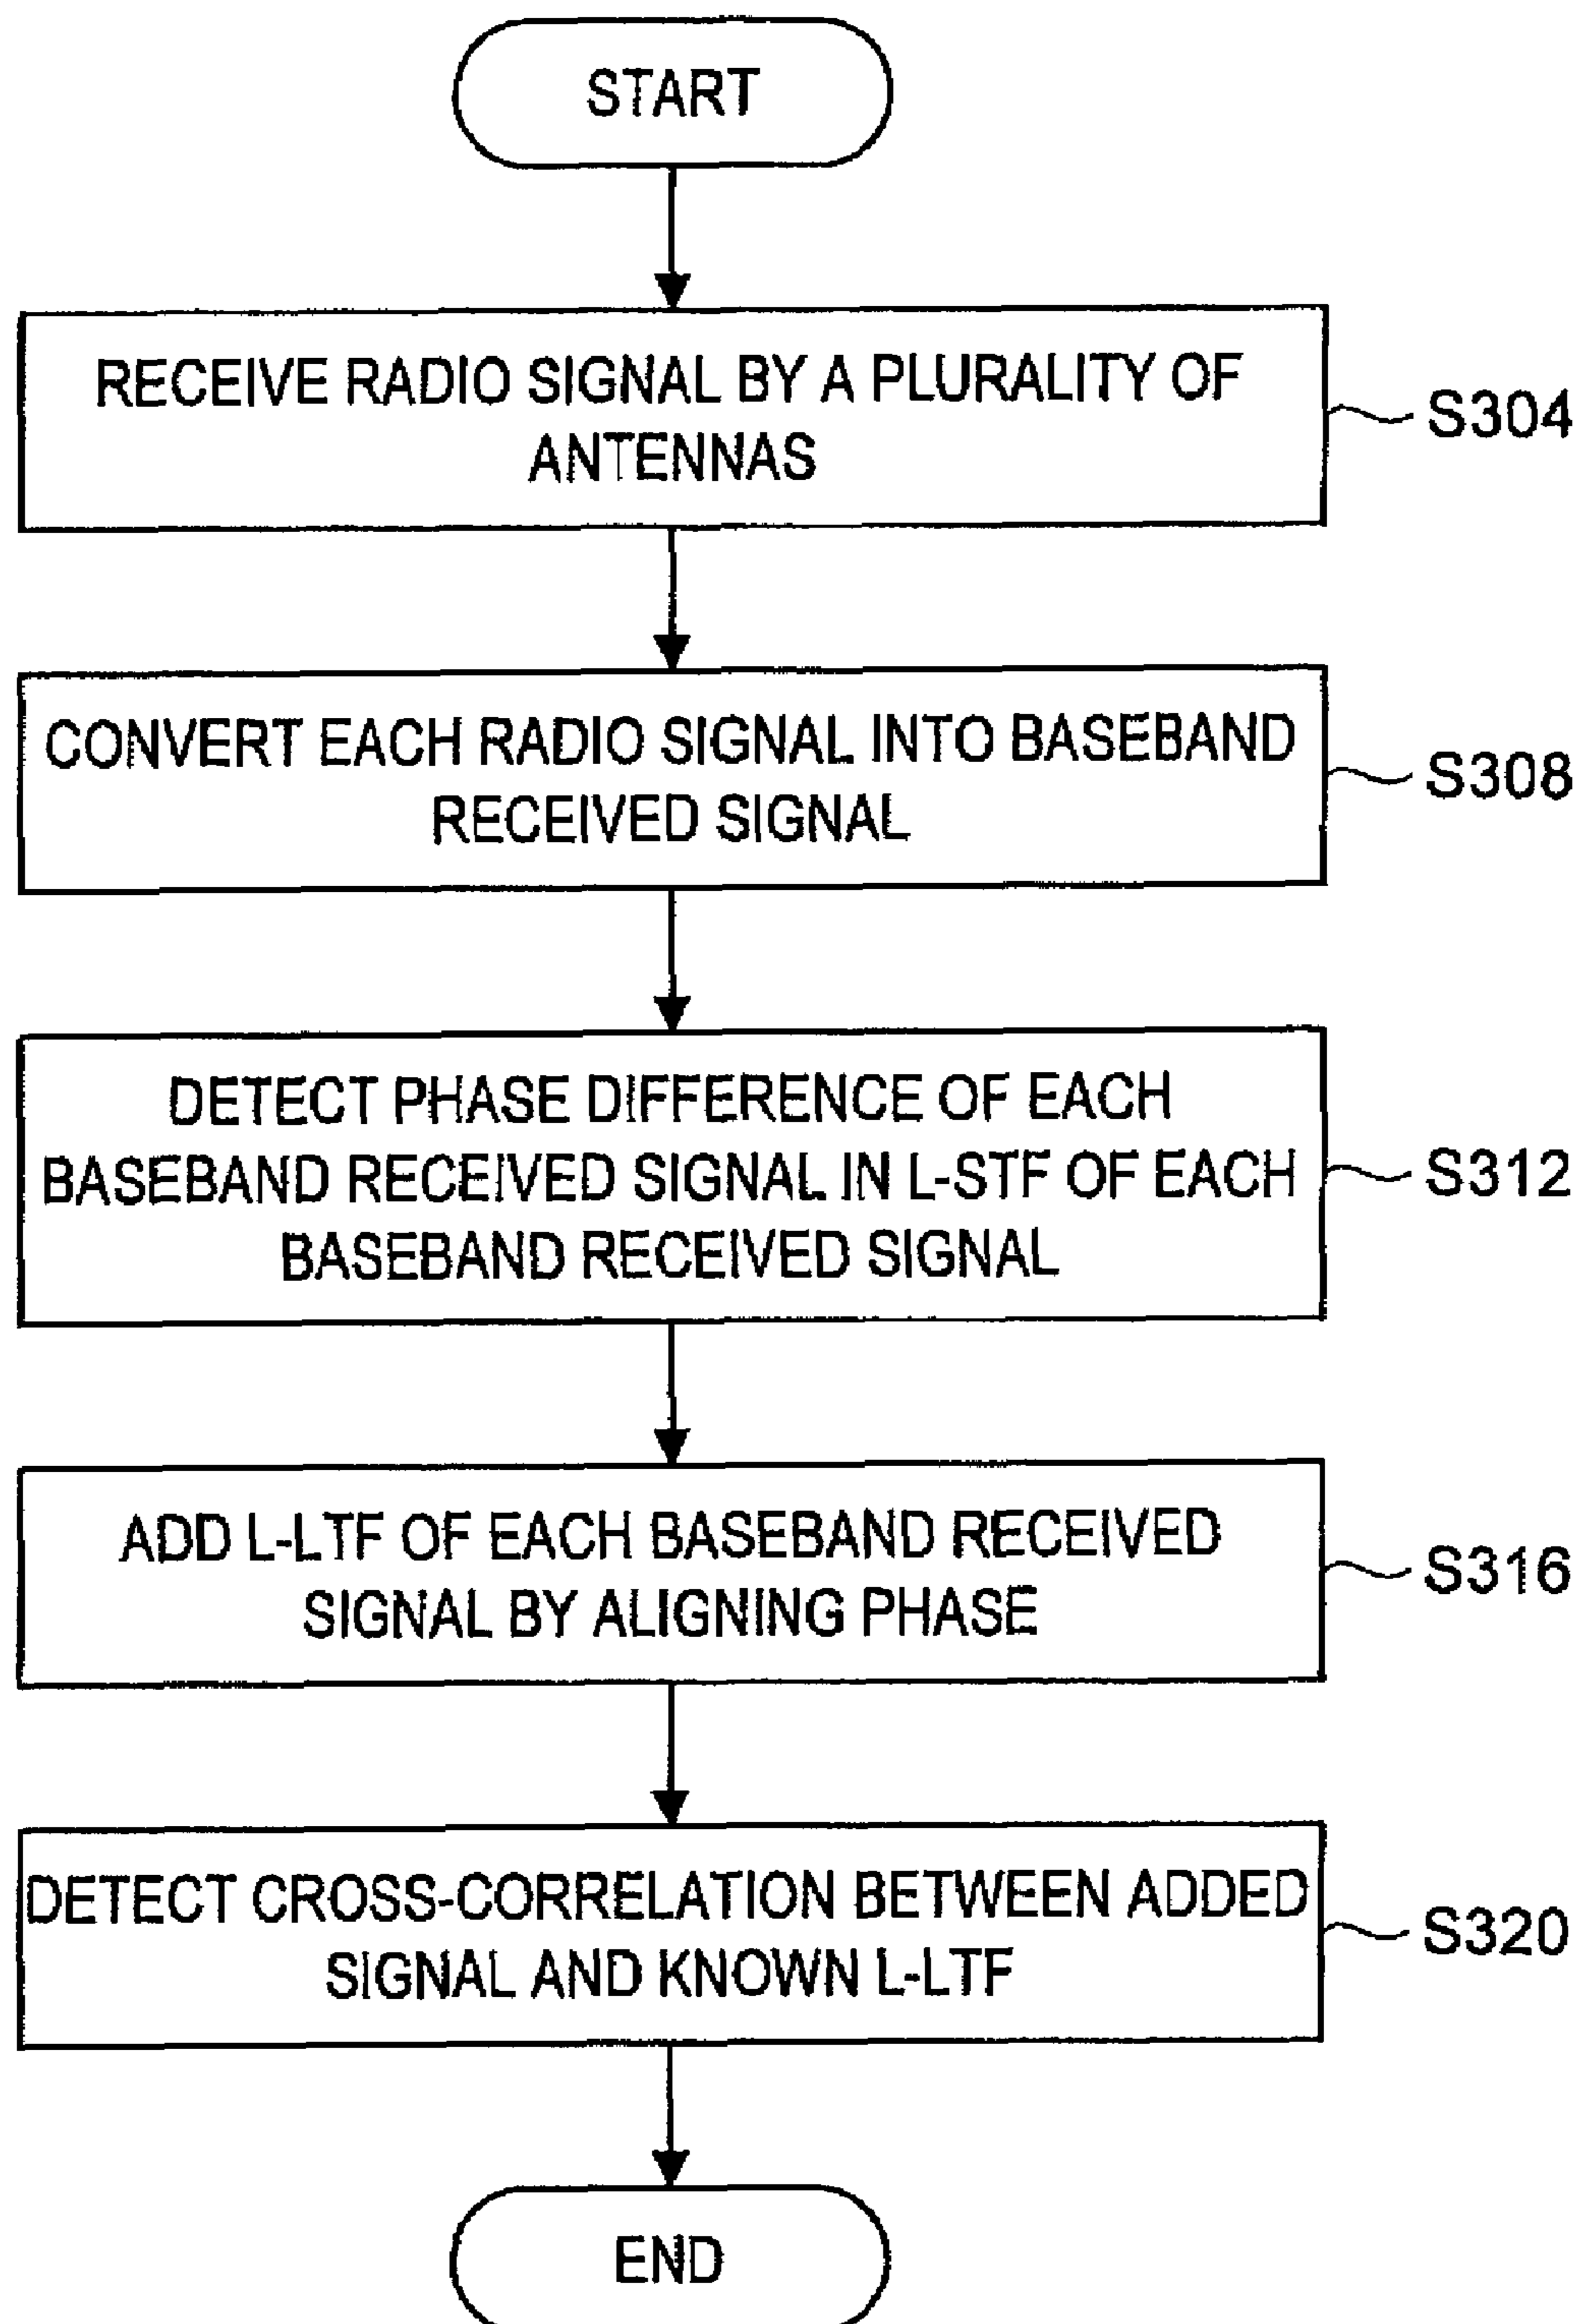 START
RECEIVE RADIO SIGNAL BY A PLURALITY OF
ANTENNAS
S304
CONVERT EACH RADIO SIGNAL INTO BASEBAND
RECEIVED SIGNAL
S308
DETECT PHASE DIFFERENCE OF EACH
BASEBAND RECEIVED SIGNAL IN L-STF OF EACH
BASEBAND RECEIVED SIGNAL
S312
ADD L-LTF OF EACH BASEBAND RECEIVED
SIGNAL BY ALIGNING PHASE
S316
DETECT CROSS-CORRELATION BETWEEN ADDED
SIGNAL AND KNOWN L-LTF
S320
END